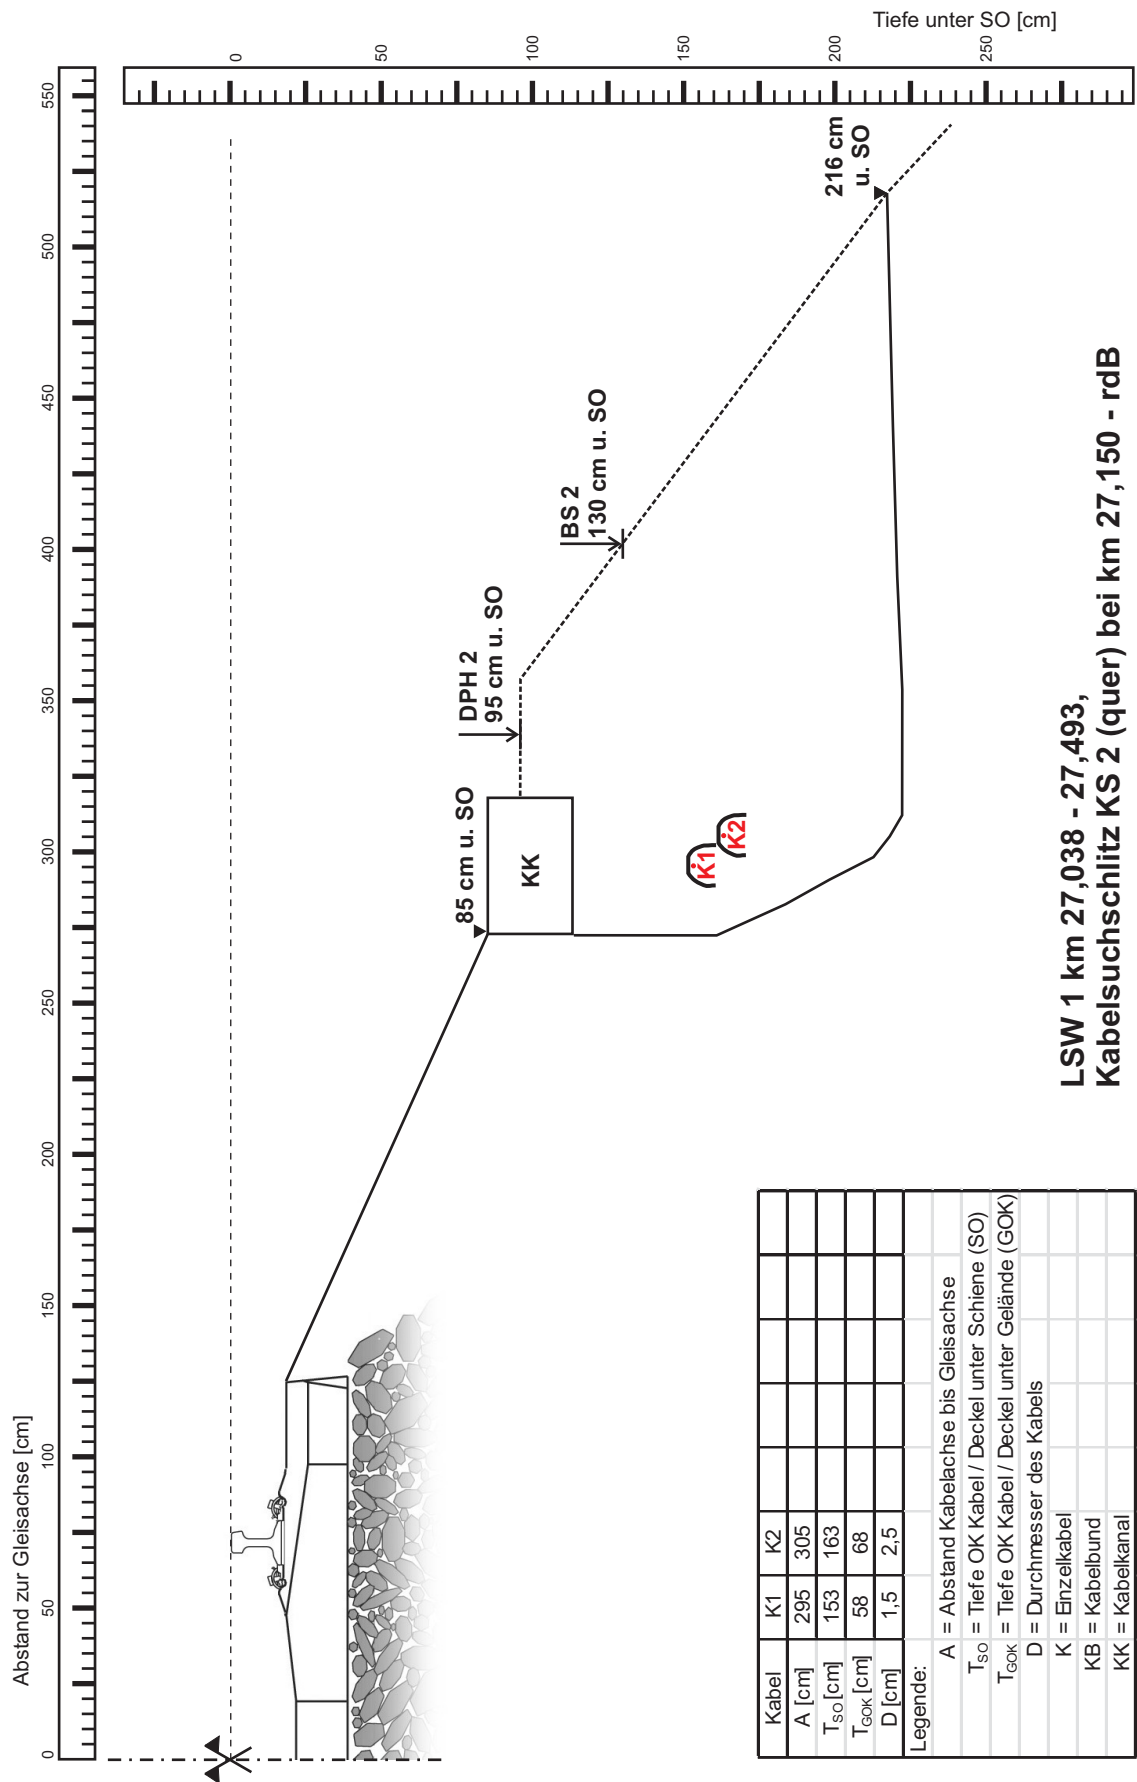 Abstand zur Gleisachse [cm]
0
50
100
150
200
250
300
350
400
450
500
550
Tiefe unter SO [cm]
0
50
100
150
200
250
85 cm u. SO
DPH 2
95 cm u. SO
BS 2
130 cm u. SO
216 cm
u. SO
KK
K1
K2
LSW 1 km 27,038 - 27,493,
Kabelsuchschlitz KS 2 (quer) bei km 27,150 - rdB
Kabel K1 K2
A [cm] 295 305
TSO [cm] 153 163
TGOK [cm] 58 68
D [cm] 1,5 2,5
Legende:
A = Abstand Kabelachse bis Gleisachse
TSO = Tiefe OK Kabel / Deckel unter Schiene (SO)
TGOK = Tiefe OK Kabel / Deckel unter Gelände (GOK)
D = Durchmesser des Kabels
K = Einzelkabel
KB = Kabelbund
KK = Kabelkanal